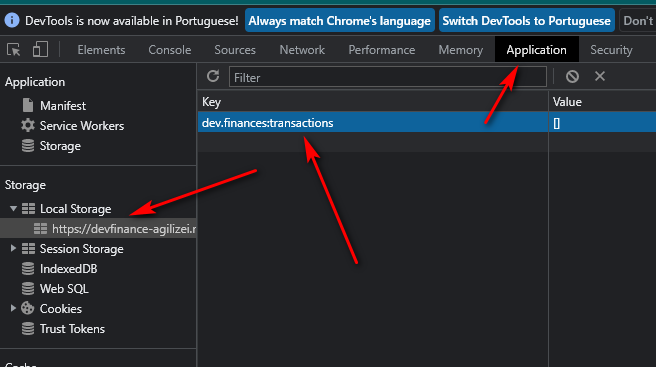 DevTools is now available in Portuguese! Always match Chrome's language Switch DevTools to Portuguese Don't
Elements Console Sources Network Performance Memory Application Security
Application
Filter
Manifest
Key Value
Service Workers
dev.finances:transactions []
Storage
Storage
Local Storage
https://devfinance-agilizei.n
Session Storage
IndexedDB
Web SQL
Cookies
Trust Tokens